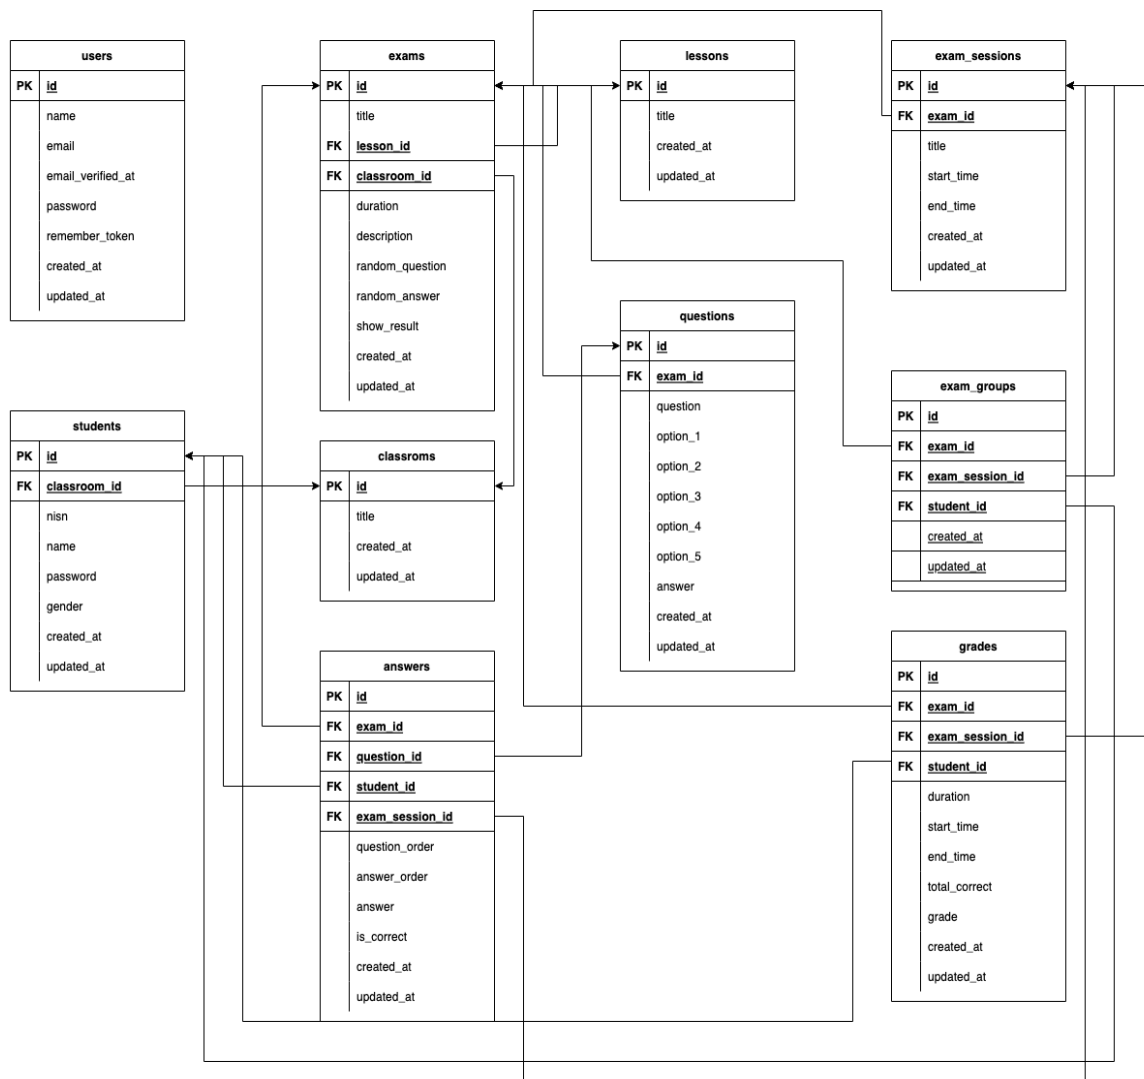 users
PK id
name
email
email_verified_at
password
remember_token
created_at
updated_at
exams
PK id
title
FK lesson_id
FK classroom_id
duration
description
random_question
random_answer
show_result
created_at
updated_at
lessons
PK id
title
created_at
updated_at
exam_sessions
PK id
FK exam_id
title
start_time
end_time
created_at
updated_at
students
PK id
FK classroom_id
nisn
name
password
gender
created_at
updated_at
classroms
PK id
title
created_at
updated_at
questions
PK id
FK exam_id
question
option_1
option_2
option_3
option_4
option_5
answer
created_at
updated_at
exam_groups
PK id
FK exam_id
FK exam_session_id
FK student_id
created_at
updated_at
answers
PK id
FK exam_id
FK question_id
FK student_id
FK exam_session_id
question_order
answer_order
answer
is_correct
created_at
updated_at
grades
PK id
FK exam_id
FK exam_session_id
FK student_id
duration
start_time
end_time
total_correct
grade
created_at
updated_at